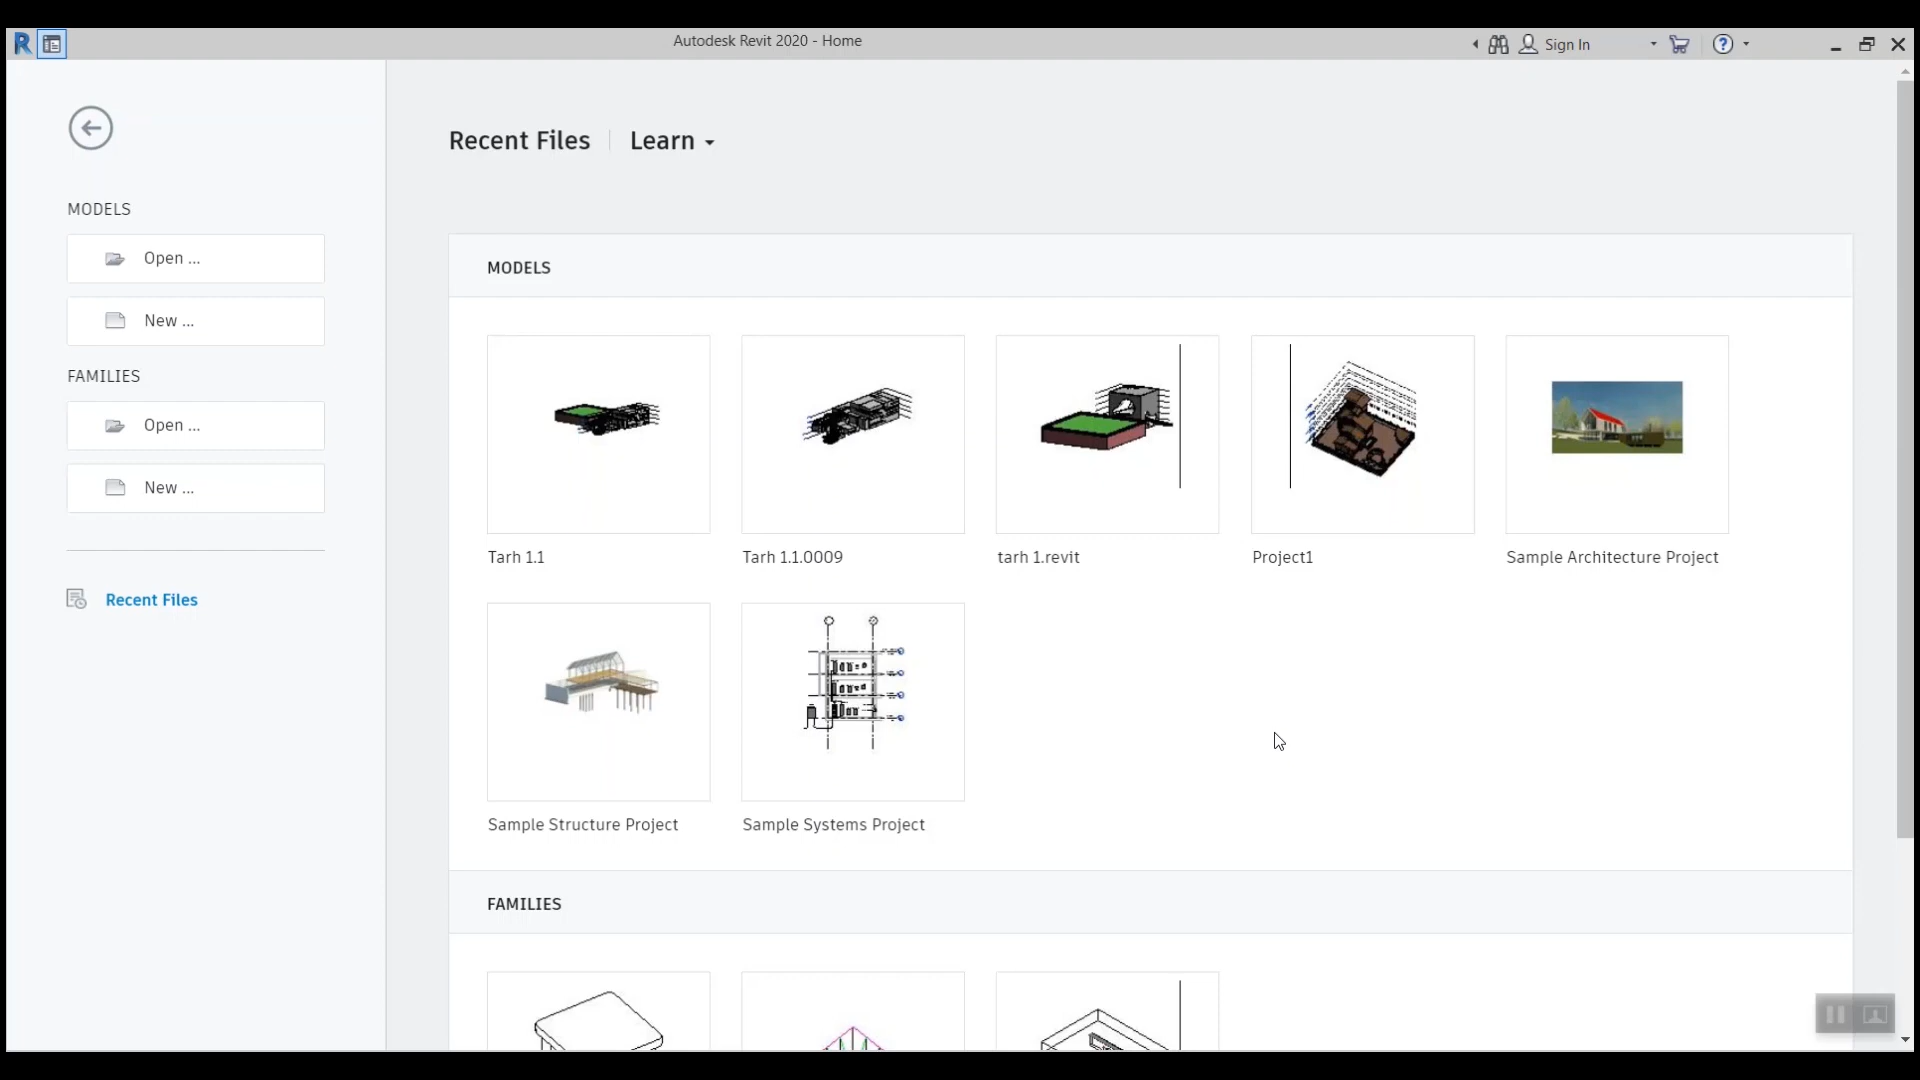 Autodesk Revit 2020 - Home
Sign In
Recent Files
Learn
MODELS
Open ...
New ...
FAMILIES
Open ...
New ...
Recent Files
MODELS
Tarh 1.1
Tarh 1.1.0009
tarh 1.revit
Project1
Sample Architecture Project
Sample Structure Project
Sample Systems Project
FAMILIES